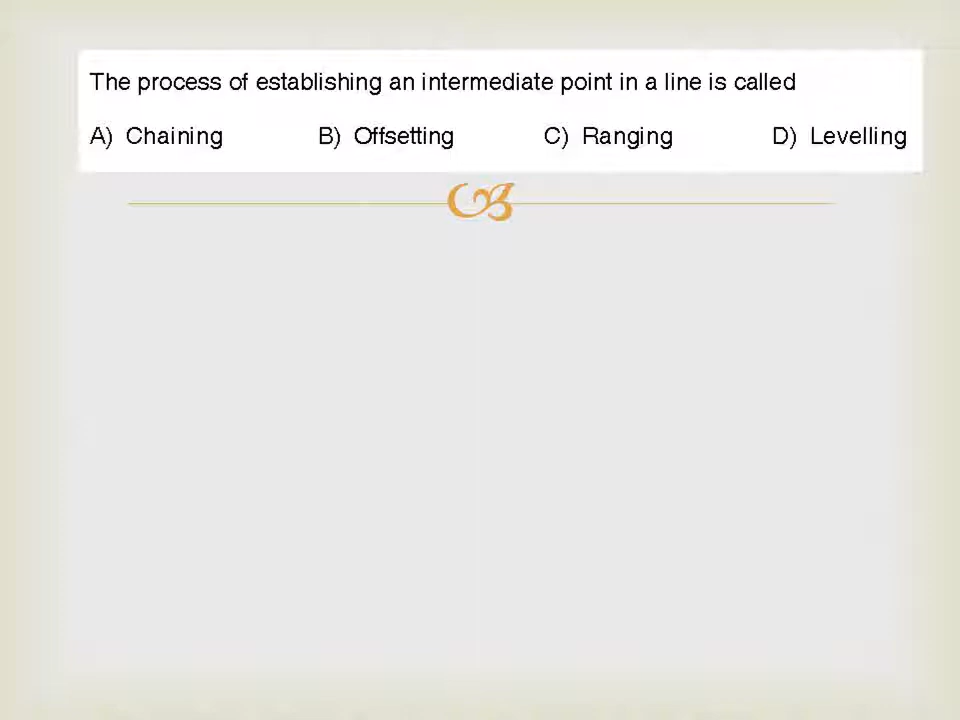 The process of establishing an intermediate point in a line is called
A) Chaining B) Offsetting C) Ranging D) Levelling